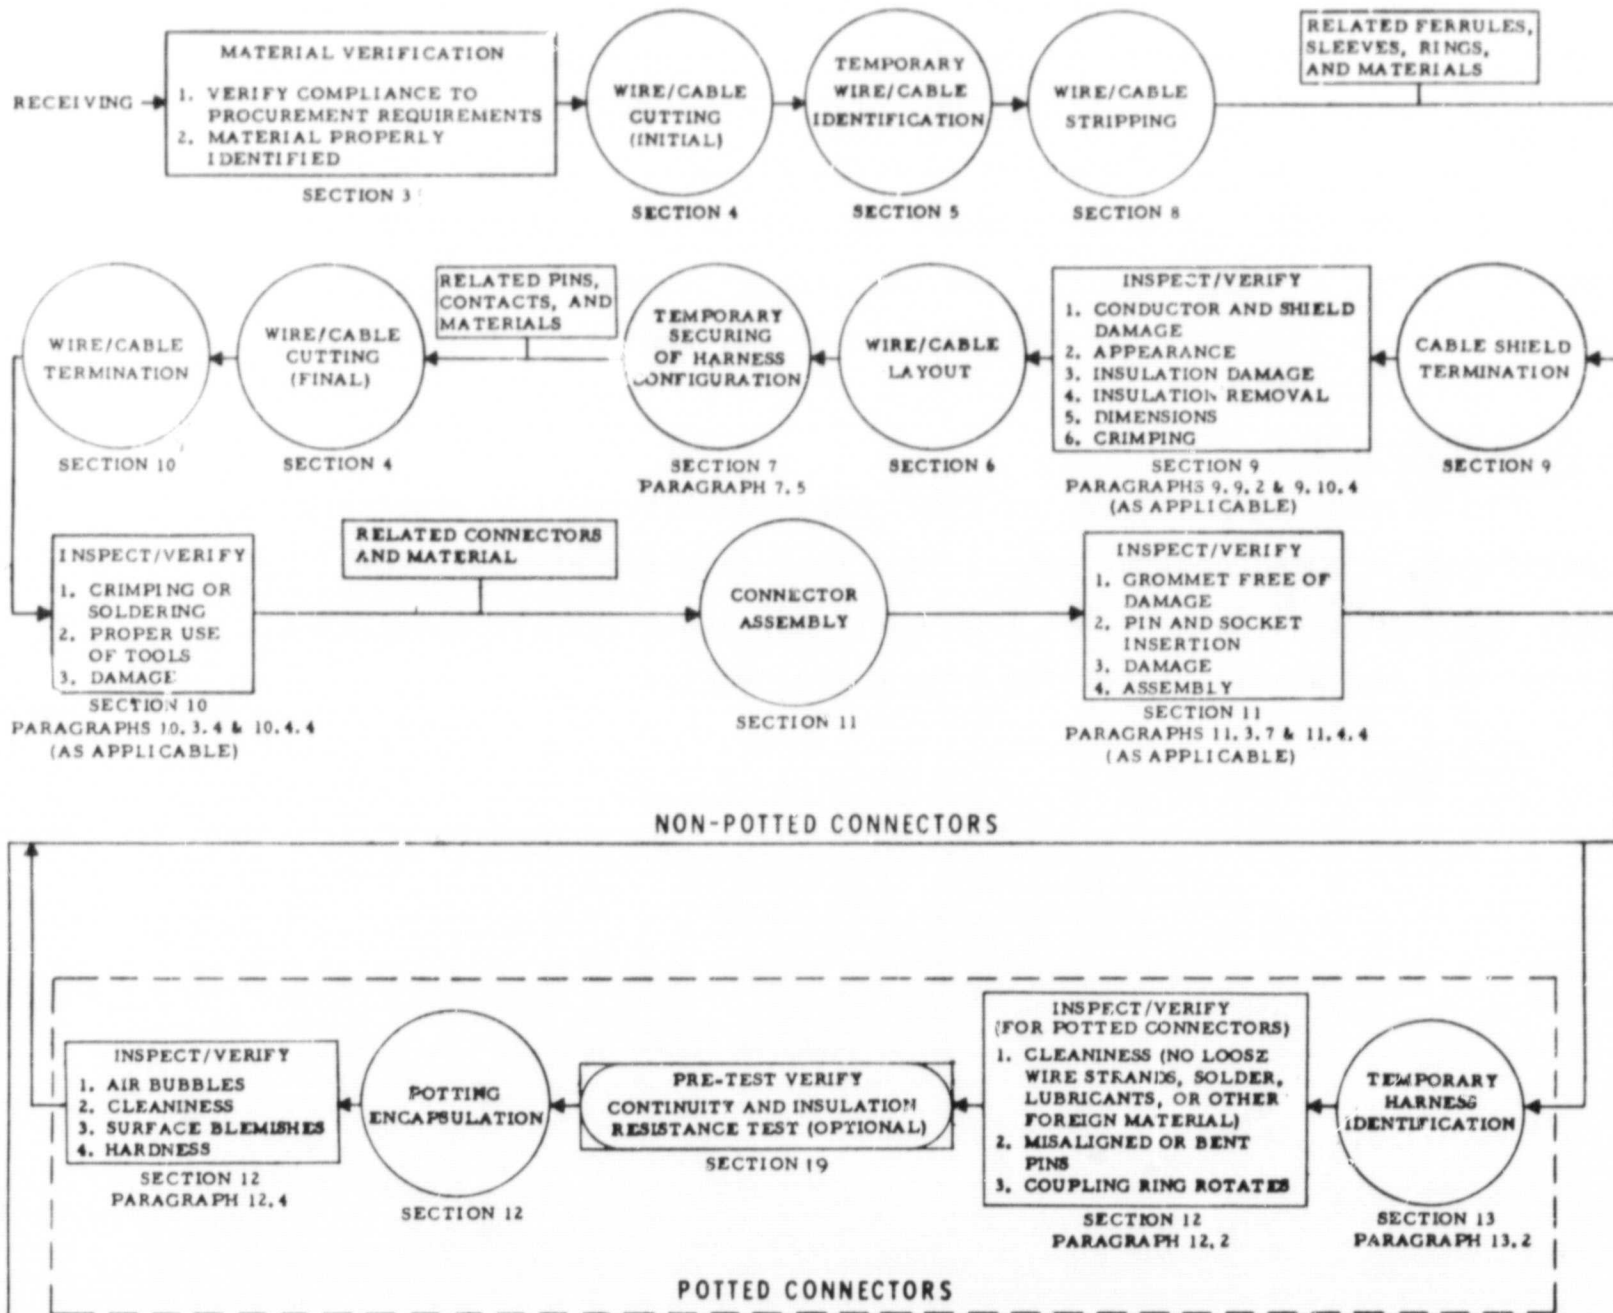 RECEIVING
MATERIAL VERIFICATION
1. VERIFY COMPLIANCE TO
PROCUREMENT REQUIREMENTS
2. MATERIAL PROPERLY
IDENTIFIED
SECTION 3
WIRE/CABLE
CUTTING
(INITIAL)
SECTION 4
TEMPORARY
WIRE/CABLE
IDENTIFICATION
SECTION 5
WIRE/CABLE
STRIPPING
SECTION 8
RELATED FERRULES,
SLEEVES, RINGS,
AND MATERIALS
WIRE/CABLE
TERMINATION
SECTION 10
WIRE/CABLE
CUTTING
(FINAL)
SECTION 4
RELATED PINS,
CONTACTS, AND
MATERIALS
TEMPORARY
SECURING
OF HARNESS
CONFIGURATION
SECTION 7
PARAGRAPH 7.5
WIRE/CABLE
LAYOUT
SECTION 6
INSPECT/VERIFY
1. CONDUCTOR AND SHIELD
DAMAGE
2. APPEARANCE
3. INSULATION DAMAGE
4. INSULATION REMOVAL
5. DIMENSIONS
6. CRIMPING
SECTION 9
PARAGRAPHS 9.9.2 & 9.10.4
(AS APPLICABLE)
CABLE SHIELD
TERMINATION
SECTION 9
INSPECT/VERIFY
1. CRIMPING OR
SOLDERING
2. PROPER USE
OF TOOLS
3. DAMAGE
SECTION 10
PARAGRAPHS 10.3.4 & 10.4.4
(AS APPLICABLE)
RELATED CONNECTORS
AND MATERIAL
CONNECTOR
ASSEMBLY
SECTION 11
INSPECT/VERIFY
1. GROMMET FREE OF
DAMAGE
2. PIN AND SOCKET
INSERTION
3. DAMAGE
4. ASSEMBLY
SECTION 11
PARAGRAPHS 11.3.7 & 11.4.4
(AS APPLICABLE)
NON-POTTED CONNECTORS
INSPECT/VERIFY
1. AIR BUBBLES
2. CLEANINESS
3. SURFACE BLEMISHES
4. HARDNESS
SECTION 12
PARAGRAPH 12.4
POTTING
ENCAPSULATION
SECTION 12
PRE-TEST VERIFY
CONTINUITY AND INSULATION
RESISTANCE TEST (OPTIONAL)
SECTION 19
INSPECT/VERIFY
(FOR POTTED CONNECTORS)
1. CLEANINESS (NO LOOSE
WIRE STRANDS, SOLDER,
LUBRICANTS, OR OTHER
FOREIGN MATERIAL)
2. MISALIGNED OR BENT
PINS
3. COUPLING RING ROTATES
SECTION 12
PARAGRAPH 12.2
TEMPORARY
HARNESS
IDENTIFICATION
SECTION 13
PARAGRAPH 13.2
POTTED CONNECTORS